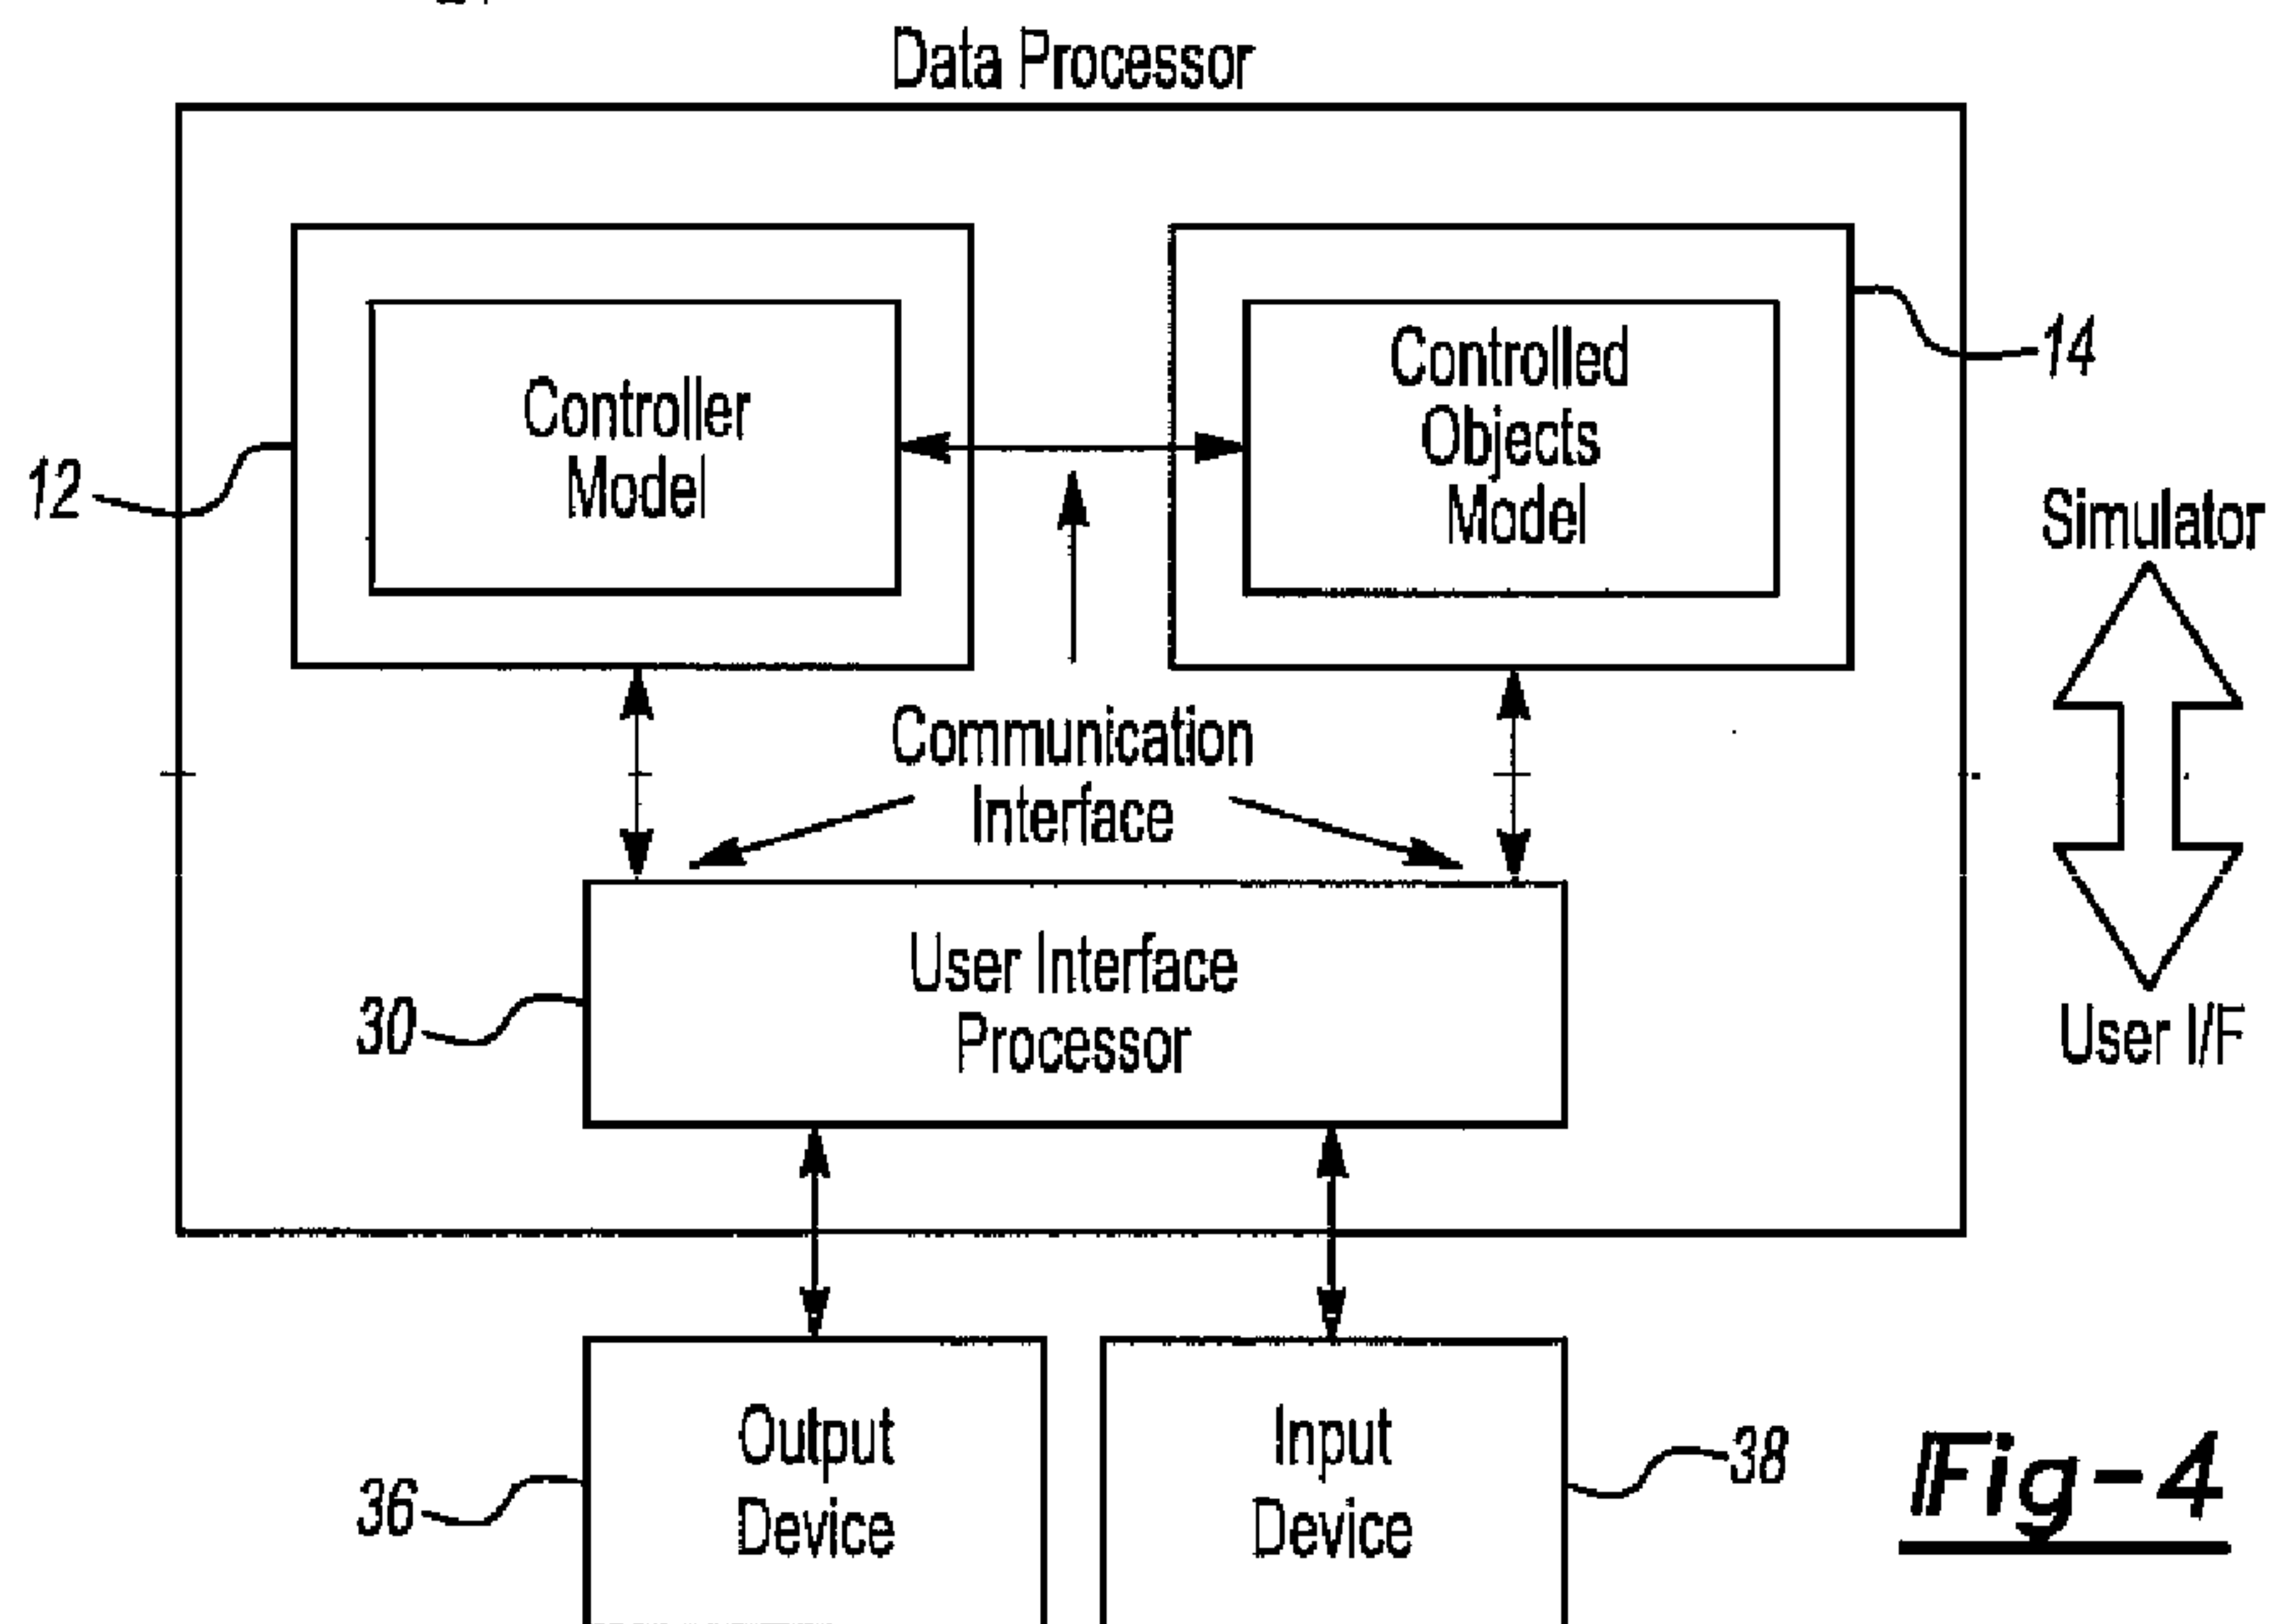 Data Processor
Controller
Model
Controlled
Objects
Model
14
12
Simulator
Communication
Interface
User Interface
Processor
30
User I/F
Output
Device
Input
Device
38
36
Fig-4